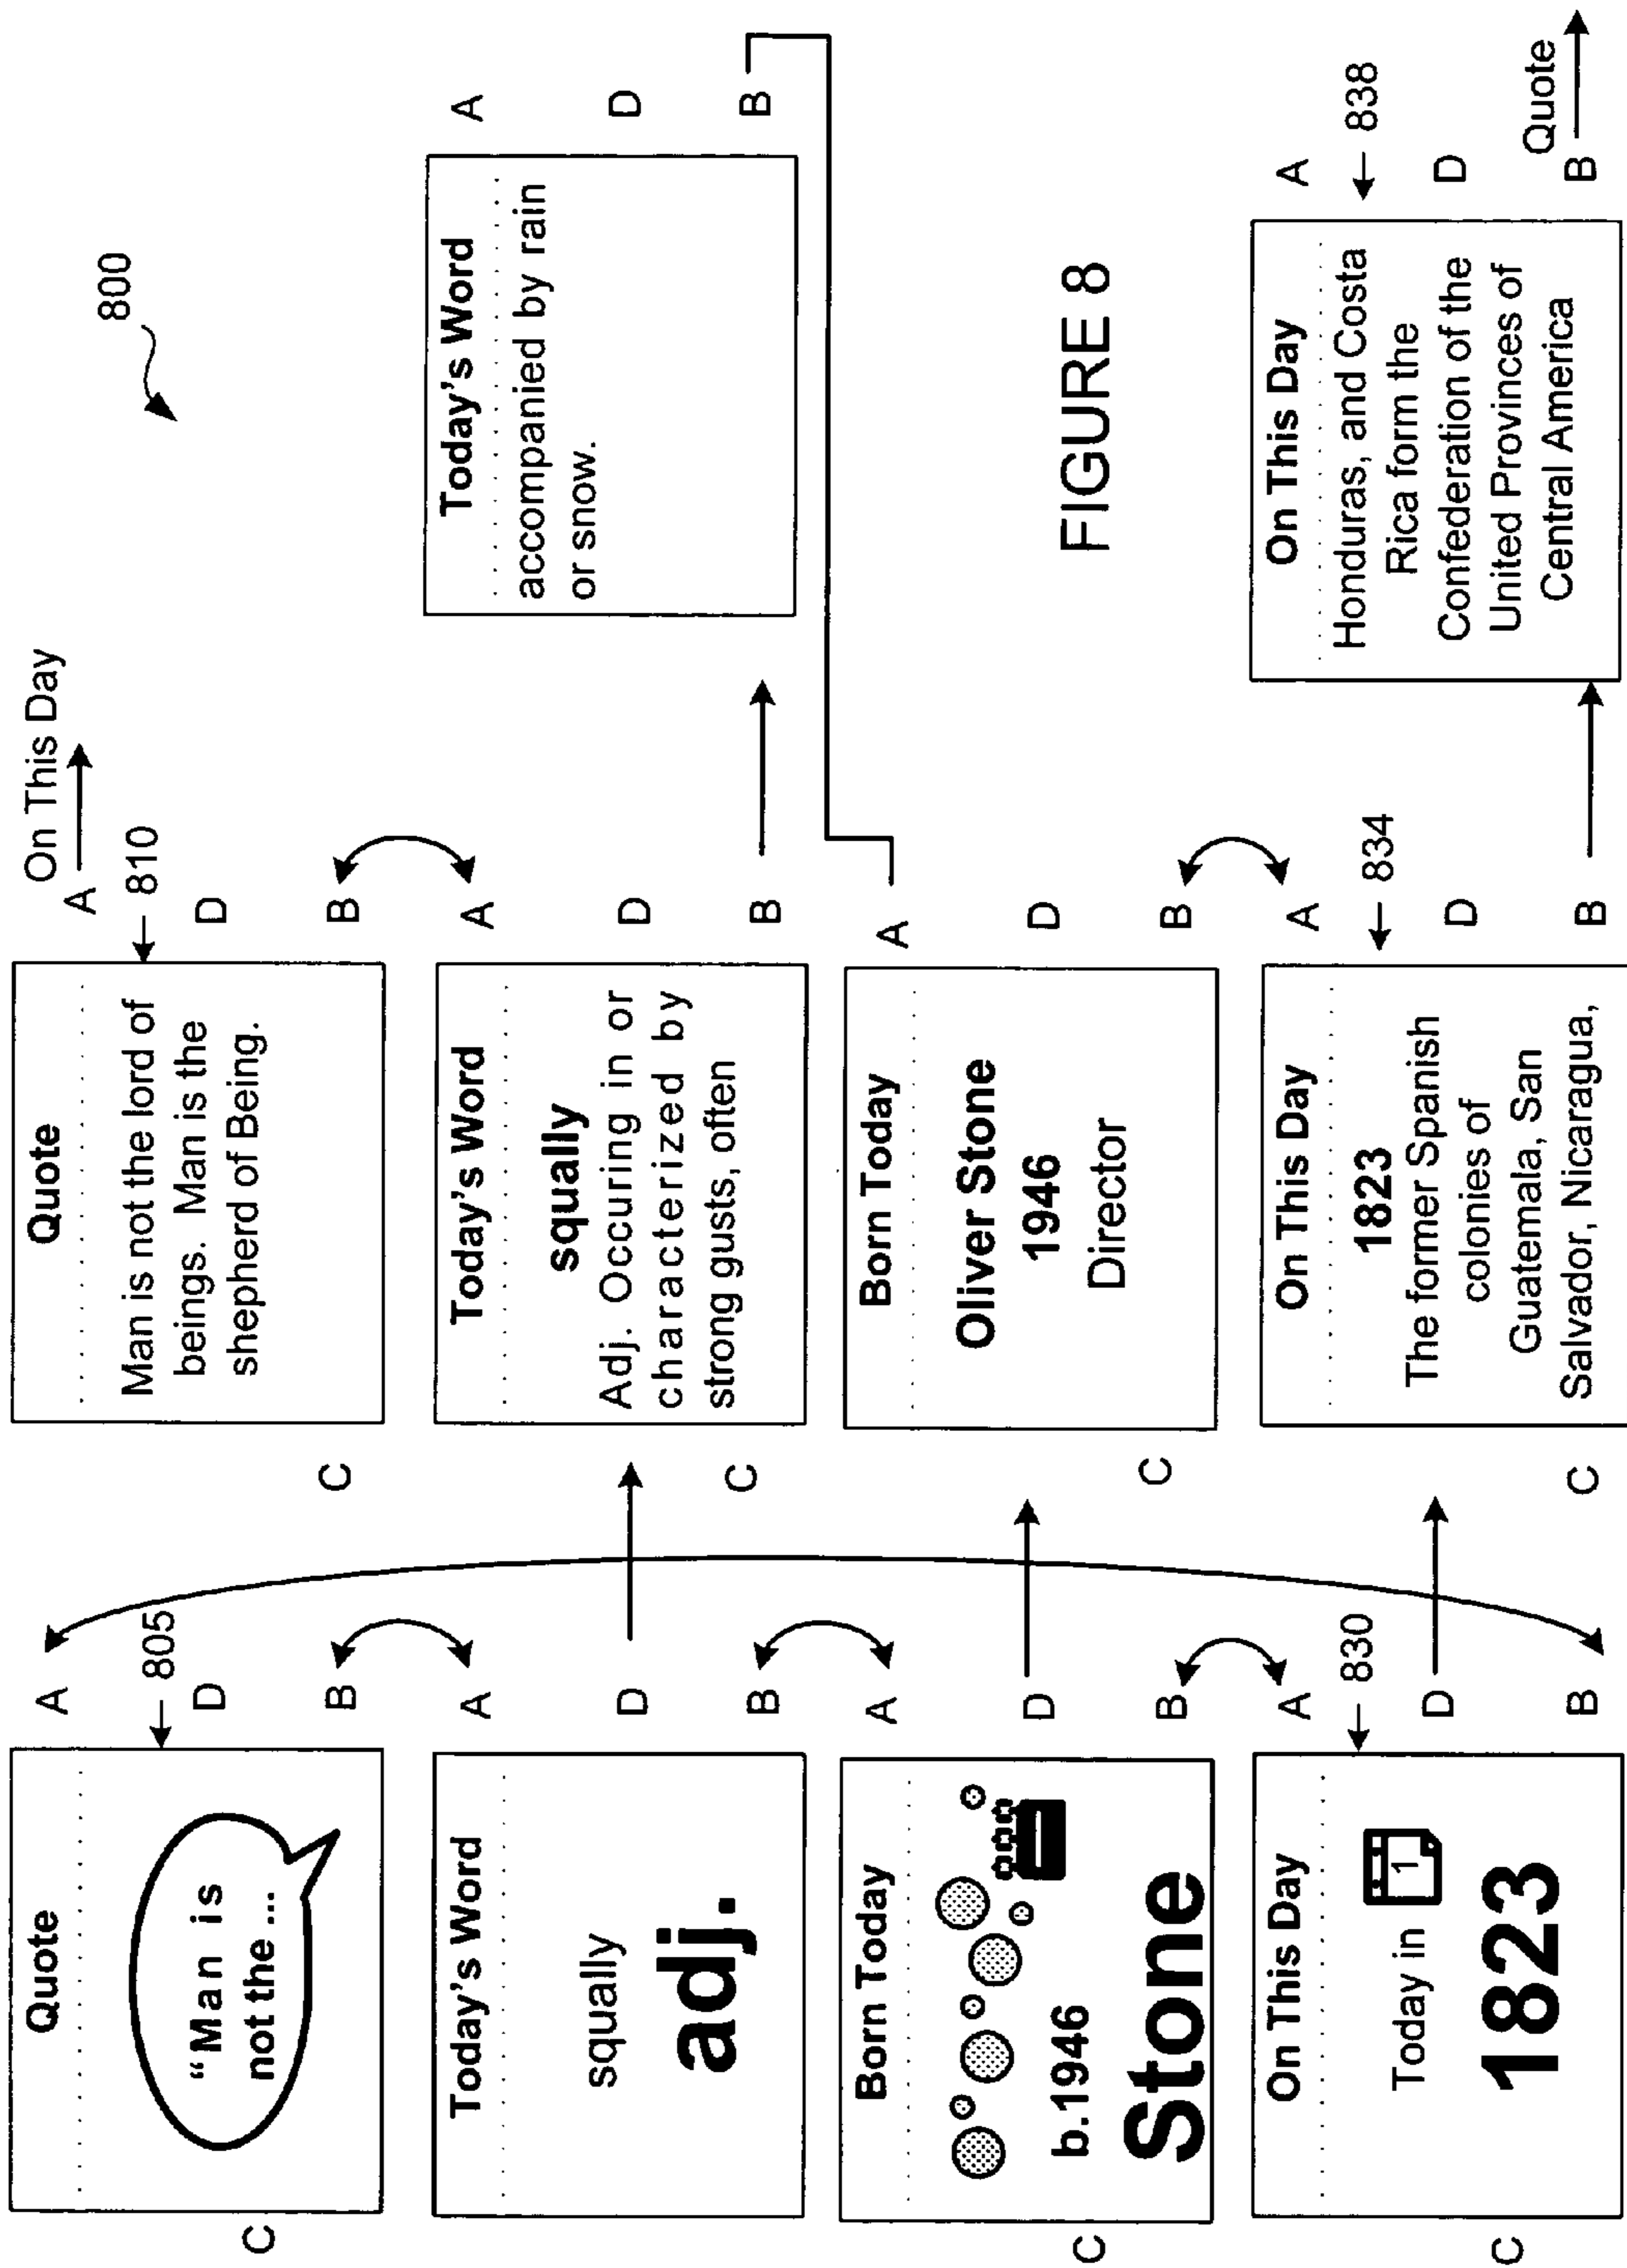 800
Quote
"Man is
not the ...
A
805
D
B
C
Today's Word
squally
adj.
A
D
B
Born Today
b.1946
Stone
A
D
B
C
On This Day
Today in
1
1823
A
830
D
B
C
Quote
Man is not the lord of
beings. Man is the
shepherd of Being.
A
On This Day
810
D
B
C
Today's Word
squally
Adj. Occuring in or
characterized by
strong gusts, often
A
D
B
C
Born Today
Oliver Stone
1946
Director
A
D
B
C
On This Day
1823
The former Spanish
colonies of
Guatemala, San
Salvador, Nicaragua,
A
834
D
B
C
Today's Word
accompanied by rain
or snow.
A
D
B
FIGURE 8
On This Day
Honduras, and Costa
Rica form the
Confederation of the
United Provinces of
Central America
A
838
D
B
Quote